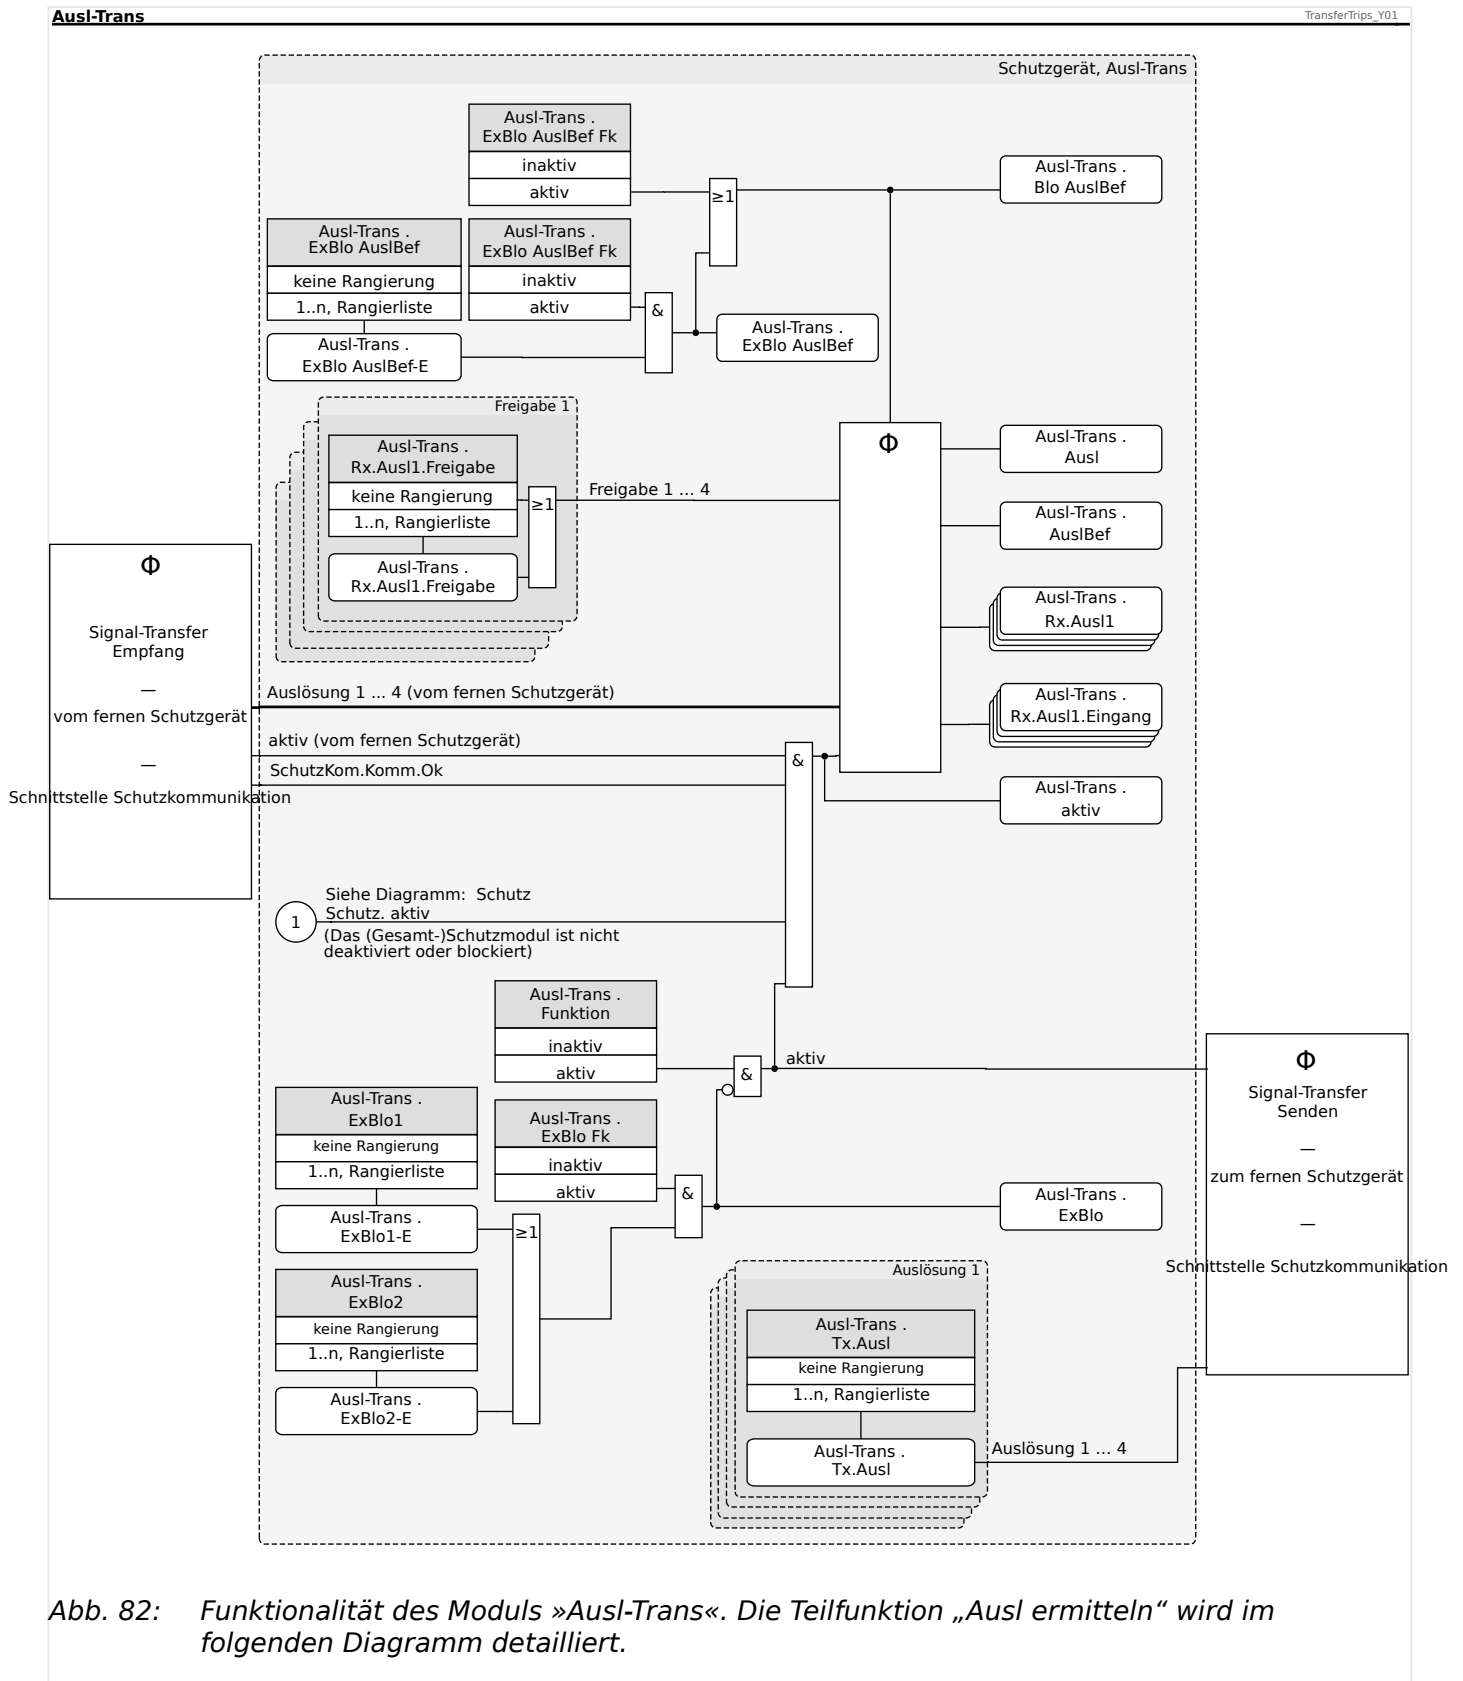 Ausl-Trans
TransferTrips_Y01
Schutzgerät, Ausl-Trans
Ausl-Trans .
ExBlo AuslBef Fk
inaktiv
aktiv
≥1
Ausl-Trans .
Blo AuslBef
Ausl-Trans .
ExBlo AuslBef
keine Rangierung
1..n, Rangierliste
Ausl-Trans .
ExBlo AuslBef-E
Ausl-Trans .
ExBlo AuslBef Fk
inaktiv
aktiv
&
Ausl-Trans .
ExBlo AuslBef
Freigabe 1
Ausl-Trans .
Rx.Ausl1.Freigabe
keine Rangierung
1..n, Rangierliste
Ausl-Trans .
Rx.Ausl1.Freigabe
≥1
Freigabe 1 ... 4
Φ
Ausl-Trans .
Ausl
Ausl-Trans .
AuslBef
Ausl-Trans .
Rx.Ausl1
Ausl-Trans .
Rx.Ausl1.Eingang
Ausl-Trans .
aktiv
Φ
Signal-Transfer
Empfang
—
vom fernen Schutzgerät
—
Schnittstelle Schutzkommunikation
Auslösung 1 ... 4 (vom fernen Schutzgerät)
aktiv (vom fernen Schutzgerät)
SchutzKom.Komm.Ok
&
1
Siehe Diagramm:  Schutz
Schutz. aktiv
(Das (Gesamt-)Schutzmodul ist nicht
deaktiviert oder blockiert)
Ausl-Trans .
Funktion
inaktiv
aktiv
&
aktiv
Ausl-Trans .
ExBlo1
keine Rangierung
1..n, Rangierliste
Ausl-Trans .
ExBlo1-E
Ausl-Trans .
ExBlo Fk
inaktiv
aktiv
&
≥1
Ausl-Trans .
ExBlo
Ausl-Trans .
ExBlo2
keine Rangierung
1..n, Rangierliste
Ausl-Trans .
ExBlo2-E
Auslösung 1
Ausl-Trans .
Tx.Ausl
keine Rangierung
1..n, Rangierliste
Ausl-Trans .
Tx.Ausl
Auslösung 1 ... 4
Φ
Signal-Transfer
Senden
—
zum fernen Schutzgerät
—
Schnittstelle Schutzkommunikation
Abb. 82: Funktionalität des Moduls »Ausl-Trans«. Die Teilfunktion „Ausl ermitteln“ wird im
folgenden Diagramm detailliert.